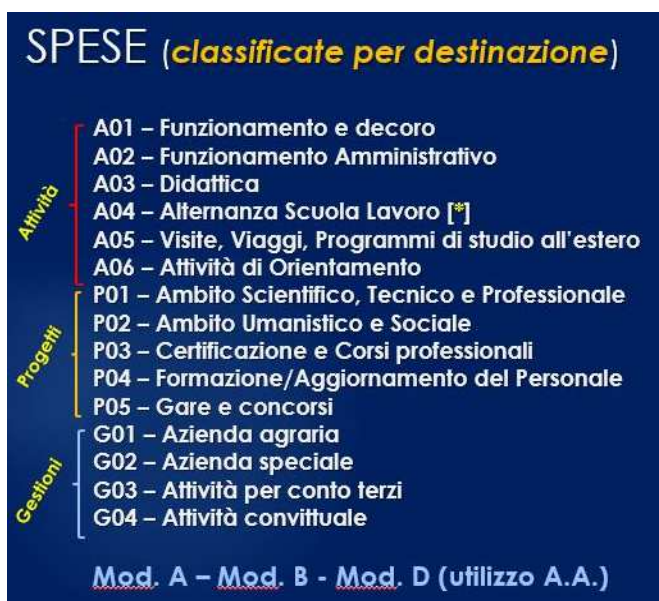 SPESE (classificate per destinazione)
Attività
A01 – Funzionamento e decoro
A02 – Funzionamento Amministrativo
A03 – Didattica
A04 – Alternanza Scuola Lavoro [*]
A05 – Visite, Viaggi, Programmi di studio all'estero
A06 – Attività di Orientamento
Progetti
P01 – Ambito Scientifico, Tecnico e Professionale
P02 – Ambito Umanistico e Sociale
P03 – Certificazione e Corsi professionali
P04 – Formazione/Aggiornamento del Personale
P05 – Gare e concorsi
Gestioni
G01 – Azienda agraria
G02 – Azienda speciale
G03 – Attività per conto terzi
G04 – Attività convittuale
Mod. A – Mod. B - Mod. D (utilizzo A.A.)